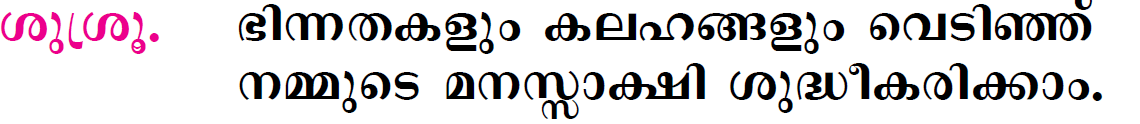 ശുശ്രൂ. ഭിന്നതകളും കലഹങ്ങളും വെടിഞ്ഞ്
നമ്മുടെ മനസ്സാക്ഷി ശുദ്ധീകരിക്കാം.